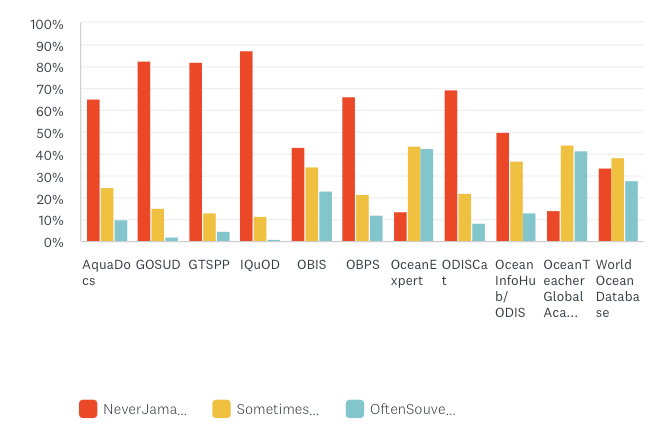 100%
90%
80%
70%
60%
50%
40%
30%
20%
10%
0%
AquaDo
cs
GOSUD
GTSPP
IQuOD
OBIS
OBPS
OceanE
xpert
ODISCa
t
Ocean
InfoHu
b/
ODIS
OceanT
eacher
Global
Aca...
World
Ocean
Databa
se
NeverJama... Sometimes... OftenSouve...